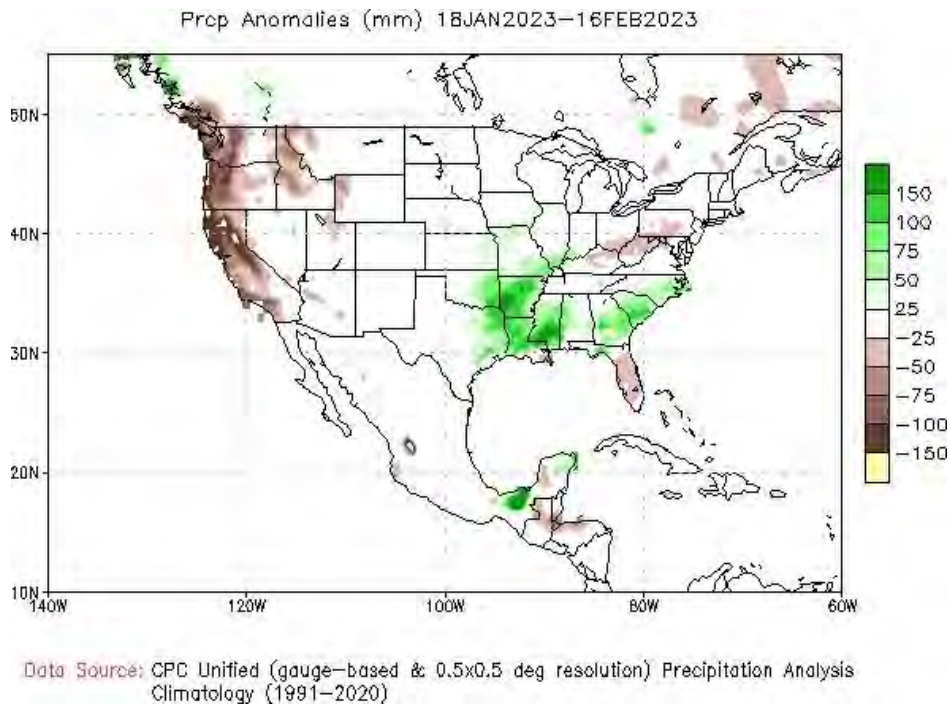 Prcp Anomalies (mm) 18JAN2023–16FEB2023
50N
40N
30N
20N
10N
140W 120W 100W 80W 60W
150
100
75
50
25
−25
−50
−75
−100
−150
Data Source: CPC Unified (gauge-based & 0.5x0.5 deg resolution) Precipitation Analysis
Climatology (1991–2020)